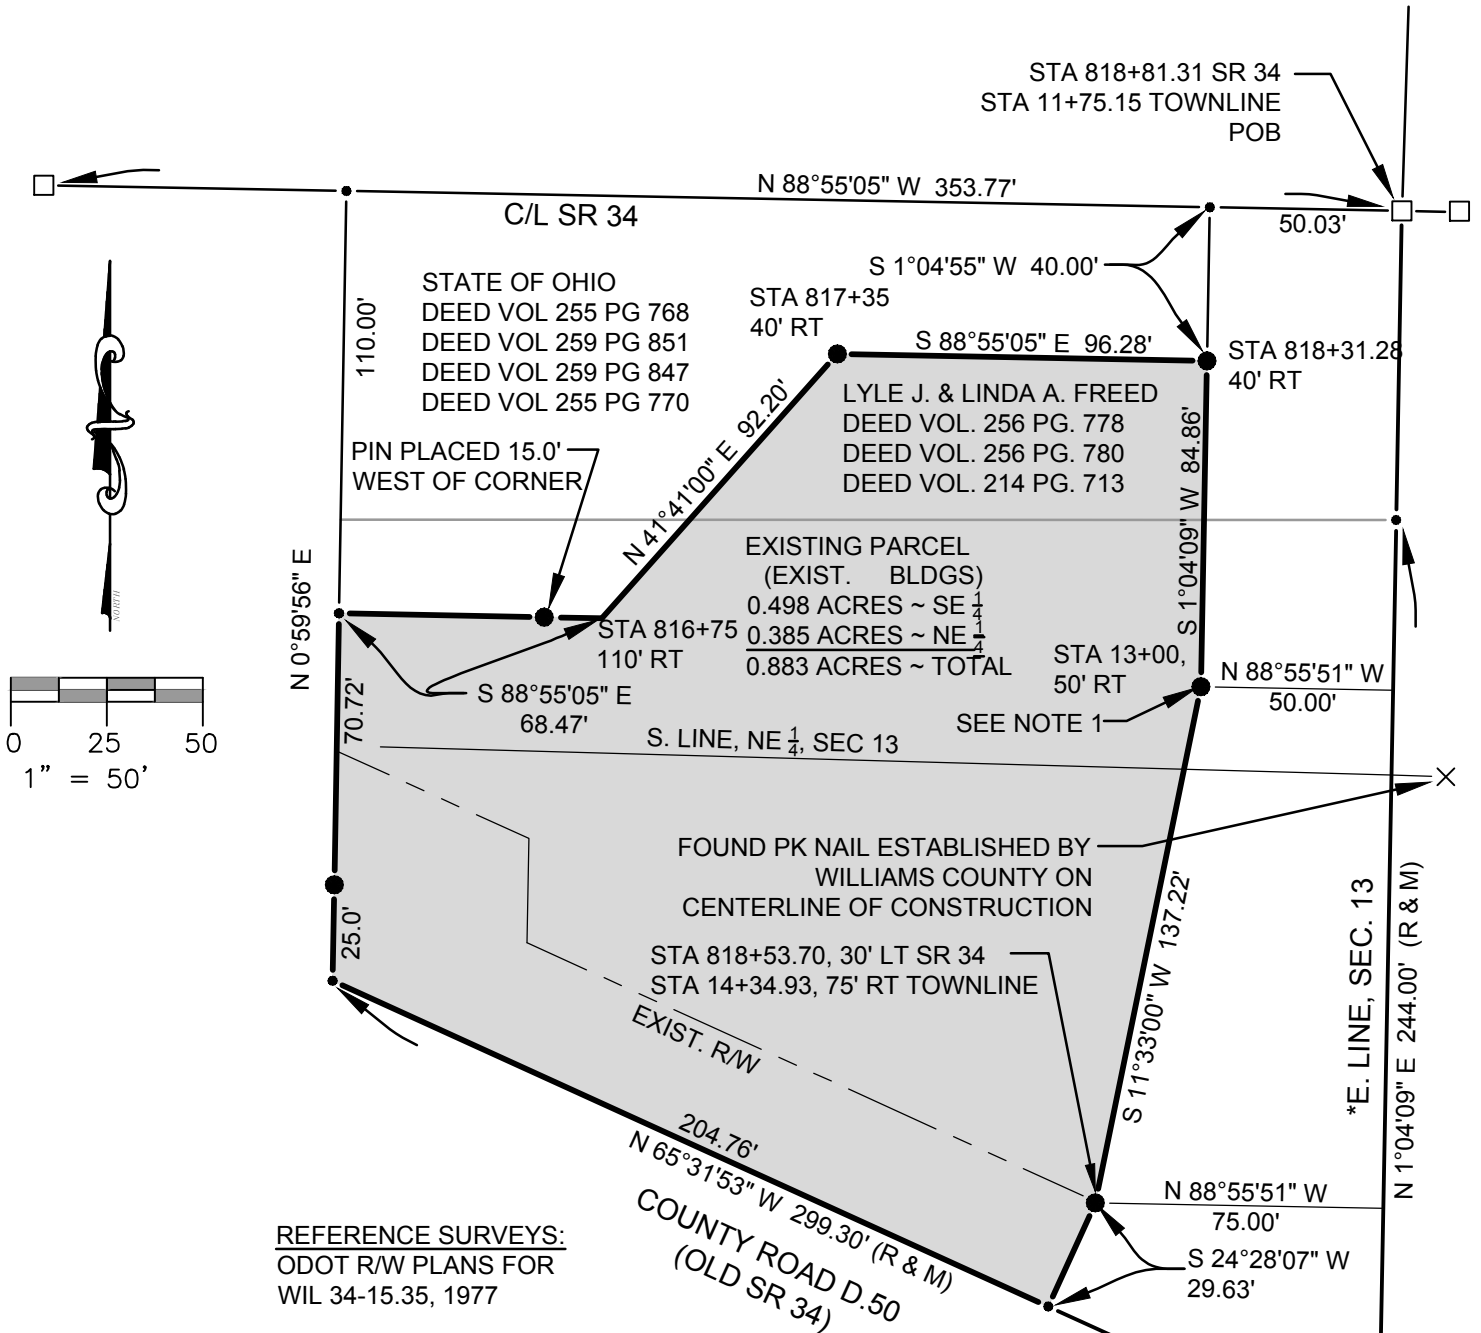 STA 818+81.31 SR 34
STA 11+75.15 TOWNLINE
POB
N 88°55'05" W 353.77'
C/L SR 34
50.03'
S 1°04'55" W 40.00'
STATE OF OHIO
DEED VOL 255 PG 768
DEED VOL 259 PG 851
DEED VOL 259 PG 847
DEED VOL 255 PG 770
110.00'
STA 817+35
40' RT
S 88°55'05" E 96.28'
STA 818+31.28
40' RT
LYLE J. & LINDA A. FREED
DEED VOL. 256 PG. 778
DEED VOL. 256 PG. 780
DEED VOL. 214 PG. 713
PIN PLACED 15.0'
WEST OF CORNER
N 41°41'00" E 92.20'
S 1°04'09" W 84.86'
EXISTING PARCEL
(EXIST. BLDGS)
0.498 ACRES ~ SE 1/4
0.385 ACRES ~ NE 1/4
0.883 ACRES ~ TOTAL
NORTH
N 0°59'56" E
STA 816+75
110' RT
STA 13+00,
50' RT
N 88°55'51" W
50.00'
S 88°55'05" E
68.47'
70.72'
SEE NOTE 1
S. LINE, NE 1/4, SEC 13
0 25 50
1" = 50'
FOUND PK NAIL ESTABLISHED BY
WILLIAMS COUNTY ON
CENTERLINE OF CONSTRUCTION
25.0'
STA 818+53.70, 30' LT SR 34
STA 14+34.93, 75' RT TOWNLINE
S 11°33'00" W 137.22'
*E. LINE, SEC. 13
N 1°04'09" E 244.00' (R & M)
EXIST. R/W
204.76'
N 65°31'53" W 299.30' (R & M)
COUNTY ROAD D.50
(OLD SR 34)
N 88°55'51" W
75.00'
S 24°28'07" W
29.63'
REFERENCE SURVEYS:
ODOT R/W PLANS FOR
WIL 34-15.35, 1977